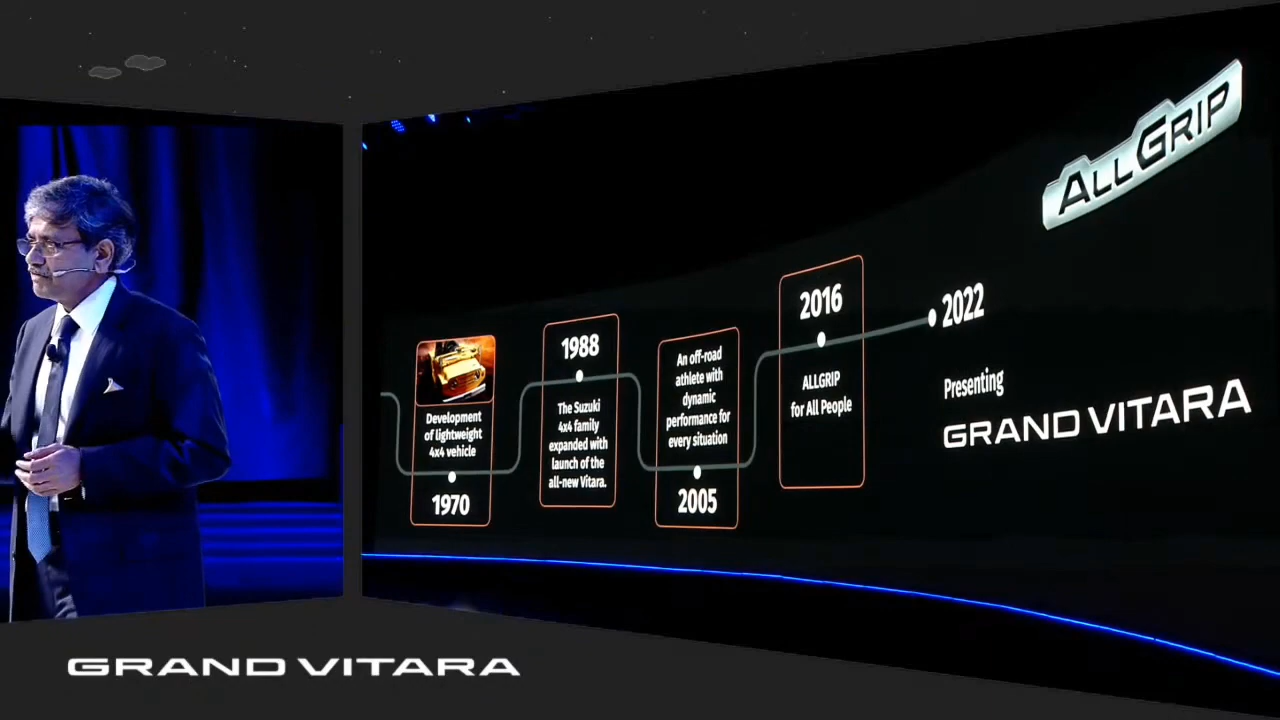 ALLGRIP
Development
of lightweight
4x4 vehicle
1970
1988
The Suzuki
4x4 family
expanded with
launch of the
all-new Vitara.
An off-road
athlete with
dynamic
performance for
every situation
2005
2016
ALLGRIP
for All People
2022
Presenting
GRAND VITARA
GRAND VITARA